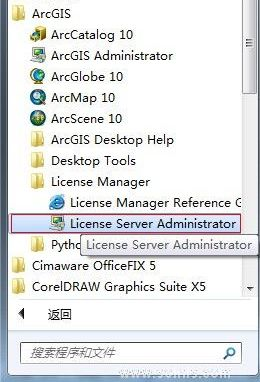 ArcGIS
ArcCatalog 10
ArcGIS Administrator
ArcGlobe 10
ArcMap 10
ArcScene 10
ArcGIS Desktop Help
Desktop Tools
License Manager
License Manager Reference G
License Server Administrator
Pytho
License Server Administrator
Cimaware OfficeFIX 5
CorelDRAW Graphics Suite X5
返回
搜索程序和文件